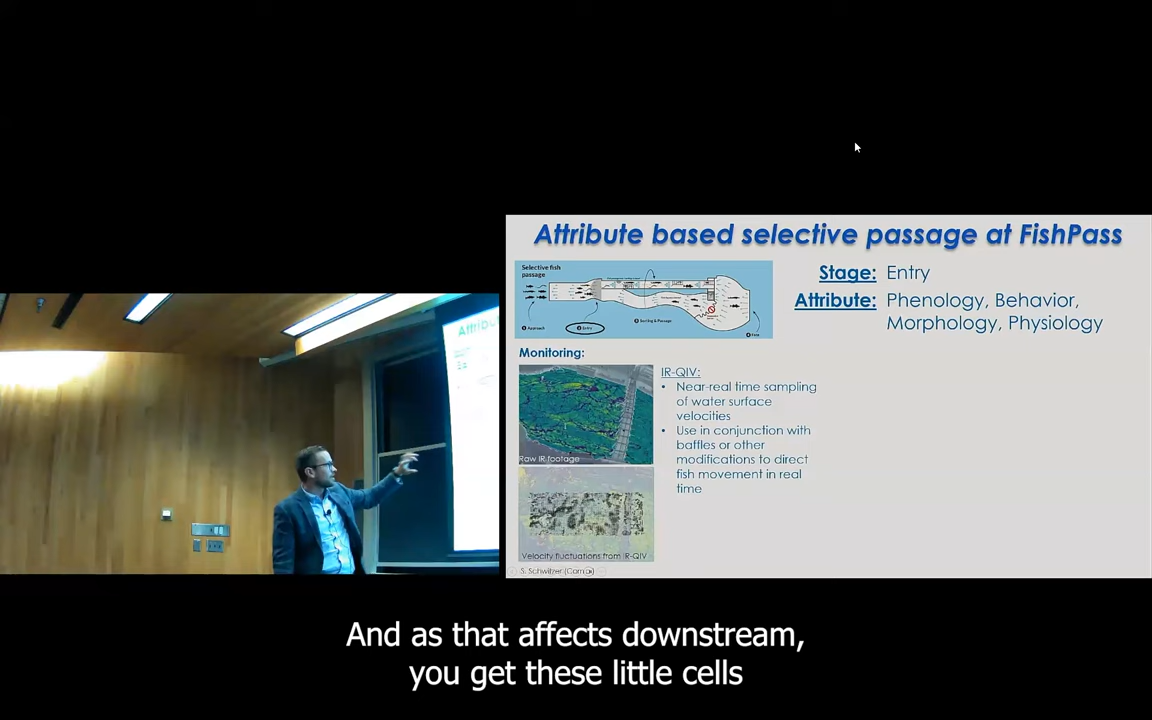 Attribute based selective passage at FishPass
Selective fish
passage
Approach
Entry
Sorting & Passage
Stage: Entry
Attribute: Phenology, Behavior,
Morphology, Physiology
Monitoring:
Raw IR footage
IR-QIV:
• Near-real time sampling
of water surface
velocities
• Use in conjunction with
baffles or other
modifications to direct
fish movement in real
time
Velocity fluctuations from IR-QIV
And as that affects downstream,
you get these little cells